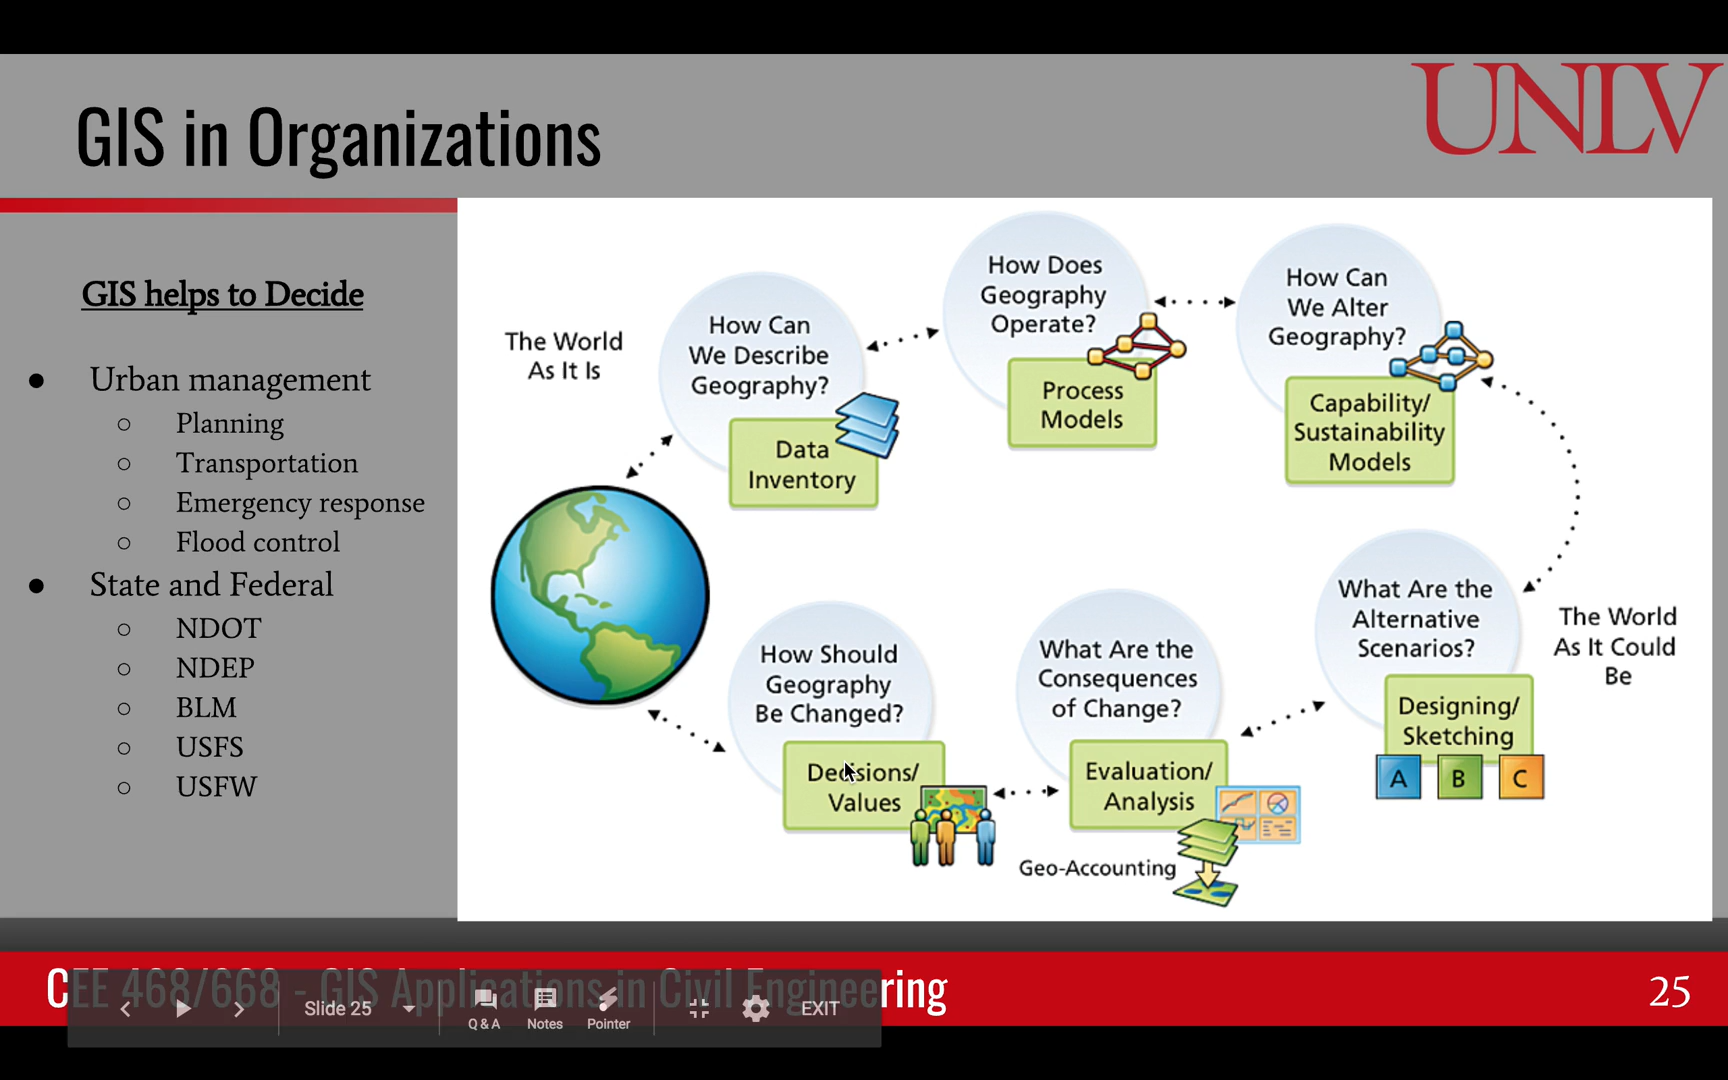 GIS in Organizations
UNLV
GIS helps to Decide
● Urban management
○ Planning
○ Transportation
○ Emergency response
○ Flood control
● State and Federal
○ NDOT
○ NDEP
○ BLM
○ USFS
○ USFW
The World
As It Is
How Can
We Describe
Geography?
Data
Inventory
How Does
Geography
Operate?
Process
Models
How Can
We Alter
Geography?
Capability/
Sustainability
Models
What Are the
Alternative
Scenarios?
Designing/
Sketching
A B C
The World
As It Could
Be
What Are the
Consequences
of Change?
Evaluation/
Analysis
Geo-Accounting
How Should
Geography
Be Changed?
Decisions/
Values
CEE 468/668 - GIS Applications in Civil Engineering
25
Slide 25
Q & A
Notes
Pointer
EXIT